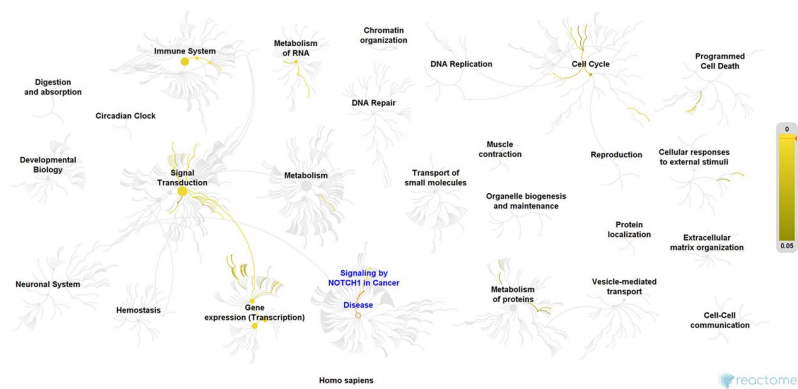 Immune System
Metabolism
of RNA
Chromatin
organization
DNA Replication
Cell Cycle
Programmed
Cell Death
Digestion
and absorption
Circadian Clock
DNA Repair
0
Developmental
Biology
Signal
Transduction
Metabolism
Transport of
small molecules
Muscle
contraction
Organelle biogenesis
and maintenance
Reproduction
Cellular responses
to external stimuli
Protein
localization
Extracellular
matrix organization
0.05
Neuronal System
Hemostasis
Gene
expression (Transcription)
Signaling by
NOTCH1 in Cancer
Disease
Metabolism
of proteins
Vesicle-mediated
transport
Cell-Cell
communication
Homo sapiens
reactome